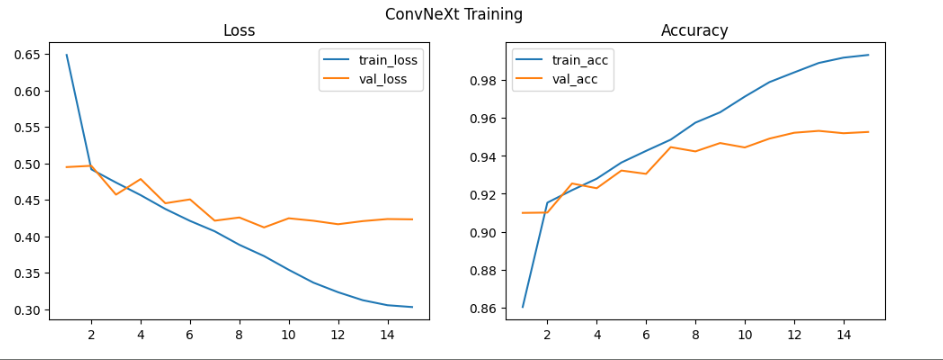 ConvNeXt Training
Loss
0.65
0.60
0.55
0.50
0.45
0.40
0.35
0.30
2 4 6 8 10 12 14
train_loss
val_loss
Accuracy
0.98
0.96
0.94
0.92
0.90
0.88
0.86
2 4 6 8 10 12 14
train_acc
val_acc